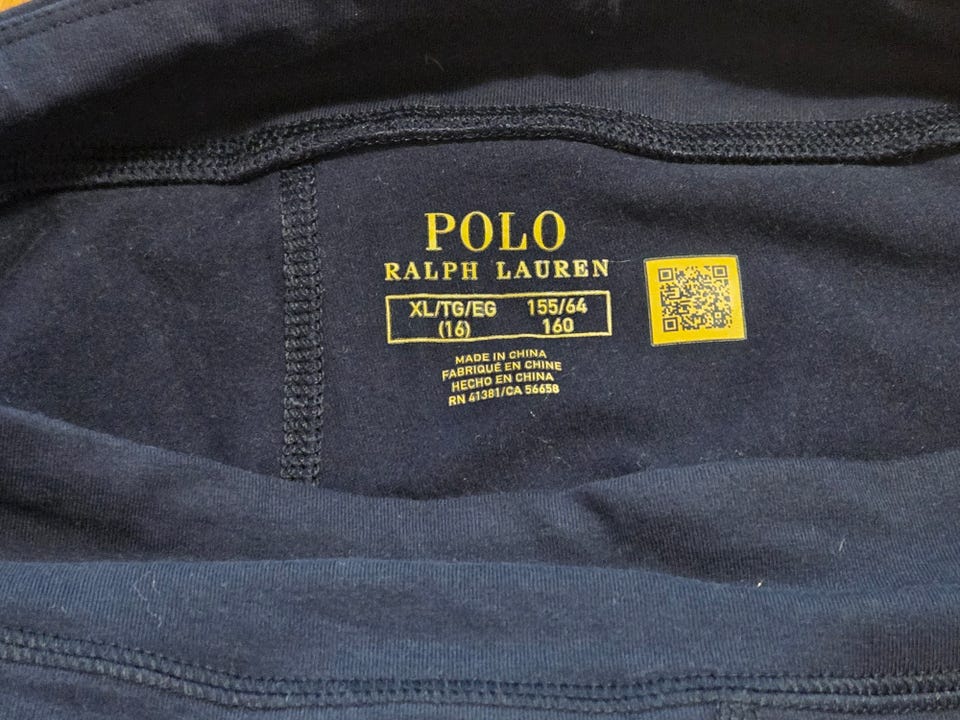 POLO
RALPH LAUREN
XL/TG/EG 155/64
(16) 160
MADE IN CHINA
FABRIQUÉ EN CHINE
HECHO EN CHINA
RN 41381/CA 56658